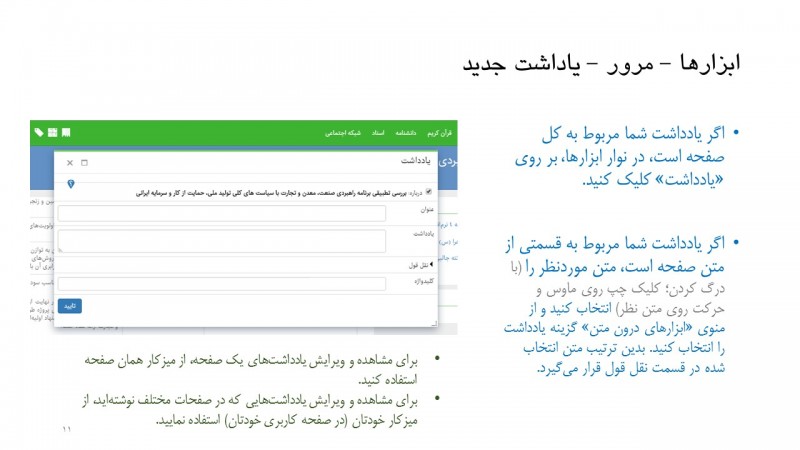 ابزارها – مرور – یاداشت جدید
• اگر یادداشت شما مربوط به کل
صفحه است، در نوار ابزارها، بر روی
«یادداشت» کلیک کنید.
• اگر یادداشت شما مربوط به قسمتی از
متن صفحه است، متن موردنظر را (با
درگ کردن؛ کلیک چپ روی ماوس و
حرکت روی متن نظر) انتخاب کنید و از
منوی «ابزارهای درون متن» گزینه یادداشت
را انتخاب کنید. بدین ترتیب متن انتخاب
شده در قسمت نقل قول قرار می‌گیرد.
قرآن کریم دانشنامه اسناد شبکه اجتماعی
یادداشت
درباره: بررسی تطبیقی برنامه راهبردی صنعت، معدن و تجارت با سیاست های کلی تولید ملی، حمایت از کار و سرمایه ایرانی
عنوان
یادداشت
نقل قول
کلیدواژه
تایید
• برای مشاهده و ویرایش یادداشت‌های یک صفحه، از میزکار همان صفحه
استفاده کنید.
• برای مشاهده و ویرایش یادداشت‌هایی که در صفحات مختلف نوشته‌اید، از
میزکار خودتان (در صفحه کاربری خودتان) استفاده نمایید.
۱۱